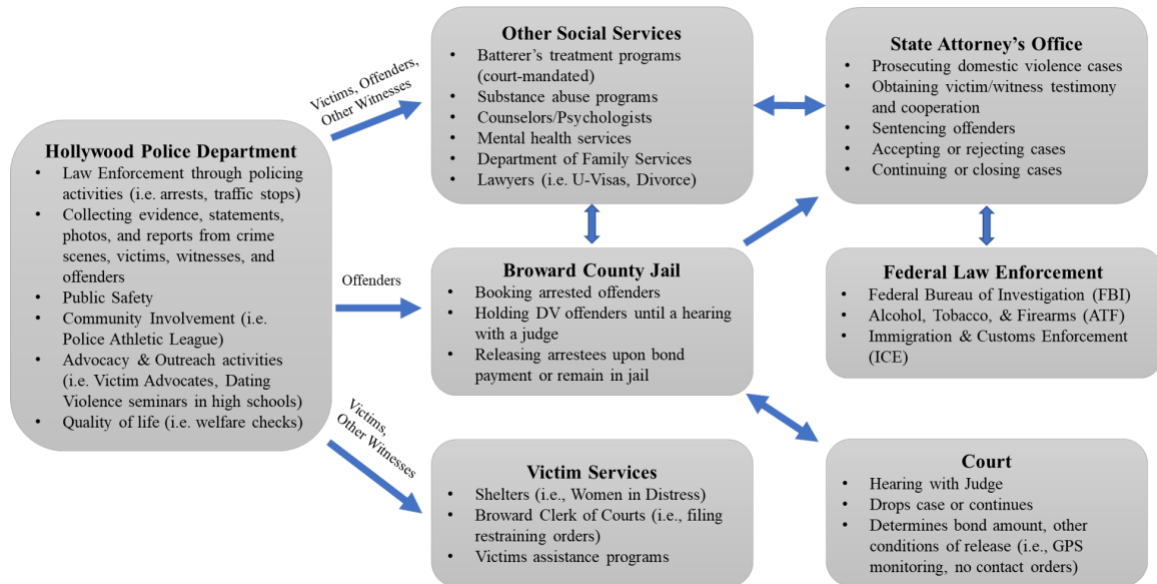 Hollywood Police Department
• Law Enforcement through policing
activities (i.e. arrests, traffic stops)
• Collecting evidence, statements,
photos, and reports from crime
scenes, victims, witnesses, and
offenders
• Public Safety
• Community Involvement (i.e.
Police Athletic League)
• Advocacy & Outreach activities
(i.e. Victim Advocates, Dating
Violence seminars in high schools)
• Quality of life (i.e. welfare checks)
Victims, Offenders,
Other Witnesses
Offenders
Victims,
Other Witnesses
Other Social Services
• Batterer's treatment programs
(court-mandated)
• Substance abuse programs
• Counselors/Psychologists
• Mental health services
• Department of Family Services
• Lawyers (i.e. U-Visas, Divorce)
Broward County Jail
• Booking arrested offenders
• Holding DV offenders until a hearing
with a judge
• Releasing arrestees upon bond
payment or remain in jail
Victim Services
• Shelters (i.e., Women in Distress)
• Broward Clerk of Courts (i.e., filing
restraining orders)
• Victims assistance programs
State Attorney's Office
• Prosecuting domestic violence cases
• Obtaining victim/witness testimony
and cooperation
• Sentencing offenders
• Accepting or rejecting cases
• Continuing or closing cases
Federal Law Enforcement
• Federal Bureau of Investigation (FBI)
• Alcohol, Tobacco, & Firearms (ATF)
• Immigration & Customs Enforcement
(ICE)
Court
• Hearing with Judge
• Drops case or continues
• Determines bond amount, other
conditions of release (i.e., GPS
monitoring, no contact orders)